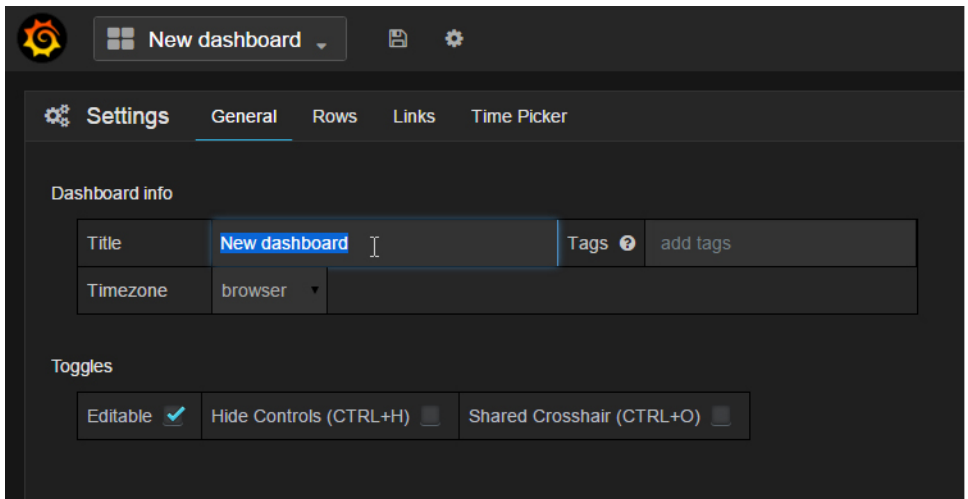 New dashboard
Settings General Rows Links Time Picker
Dashboard info
Title New dashboard Tags ? add tags
Timezone browser
Toggles
Editable Hide Controls (CTRL+H) Shared Crosshair (CTRL+O)